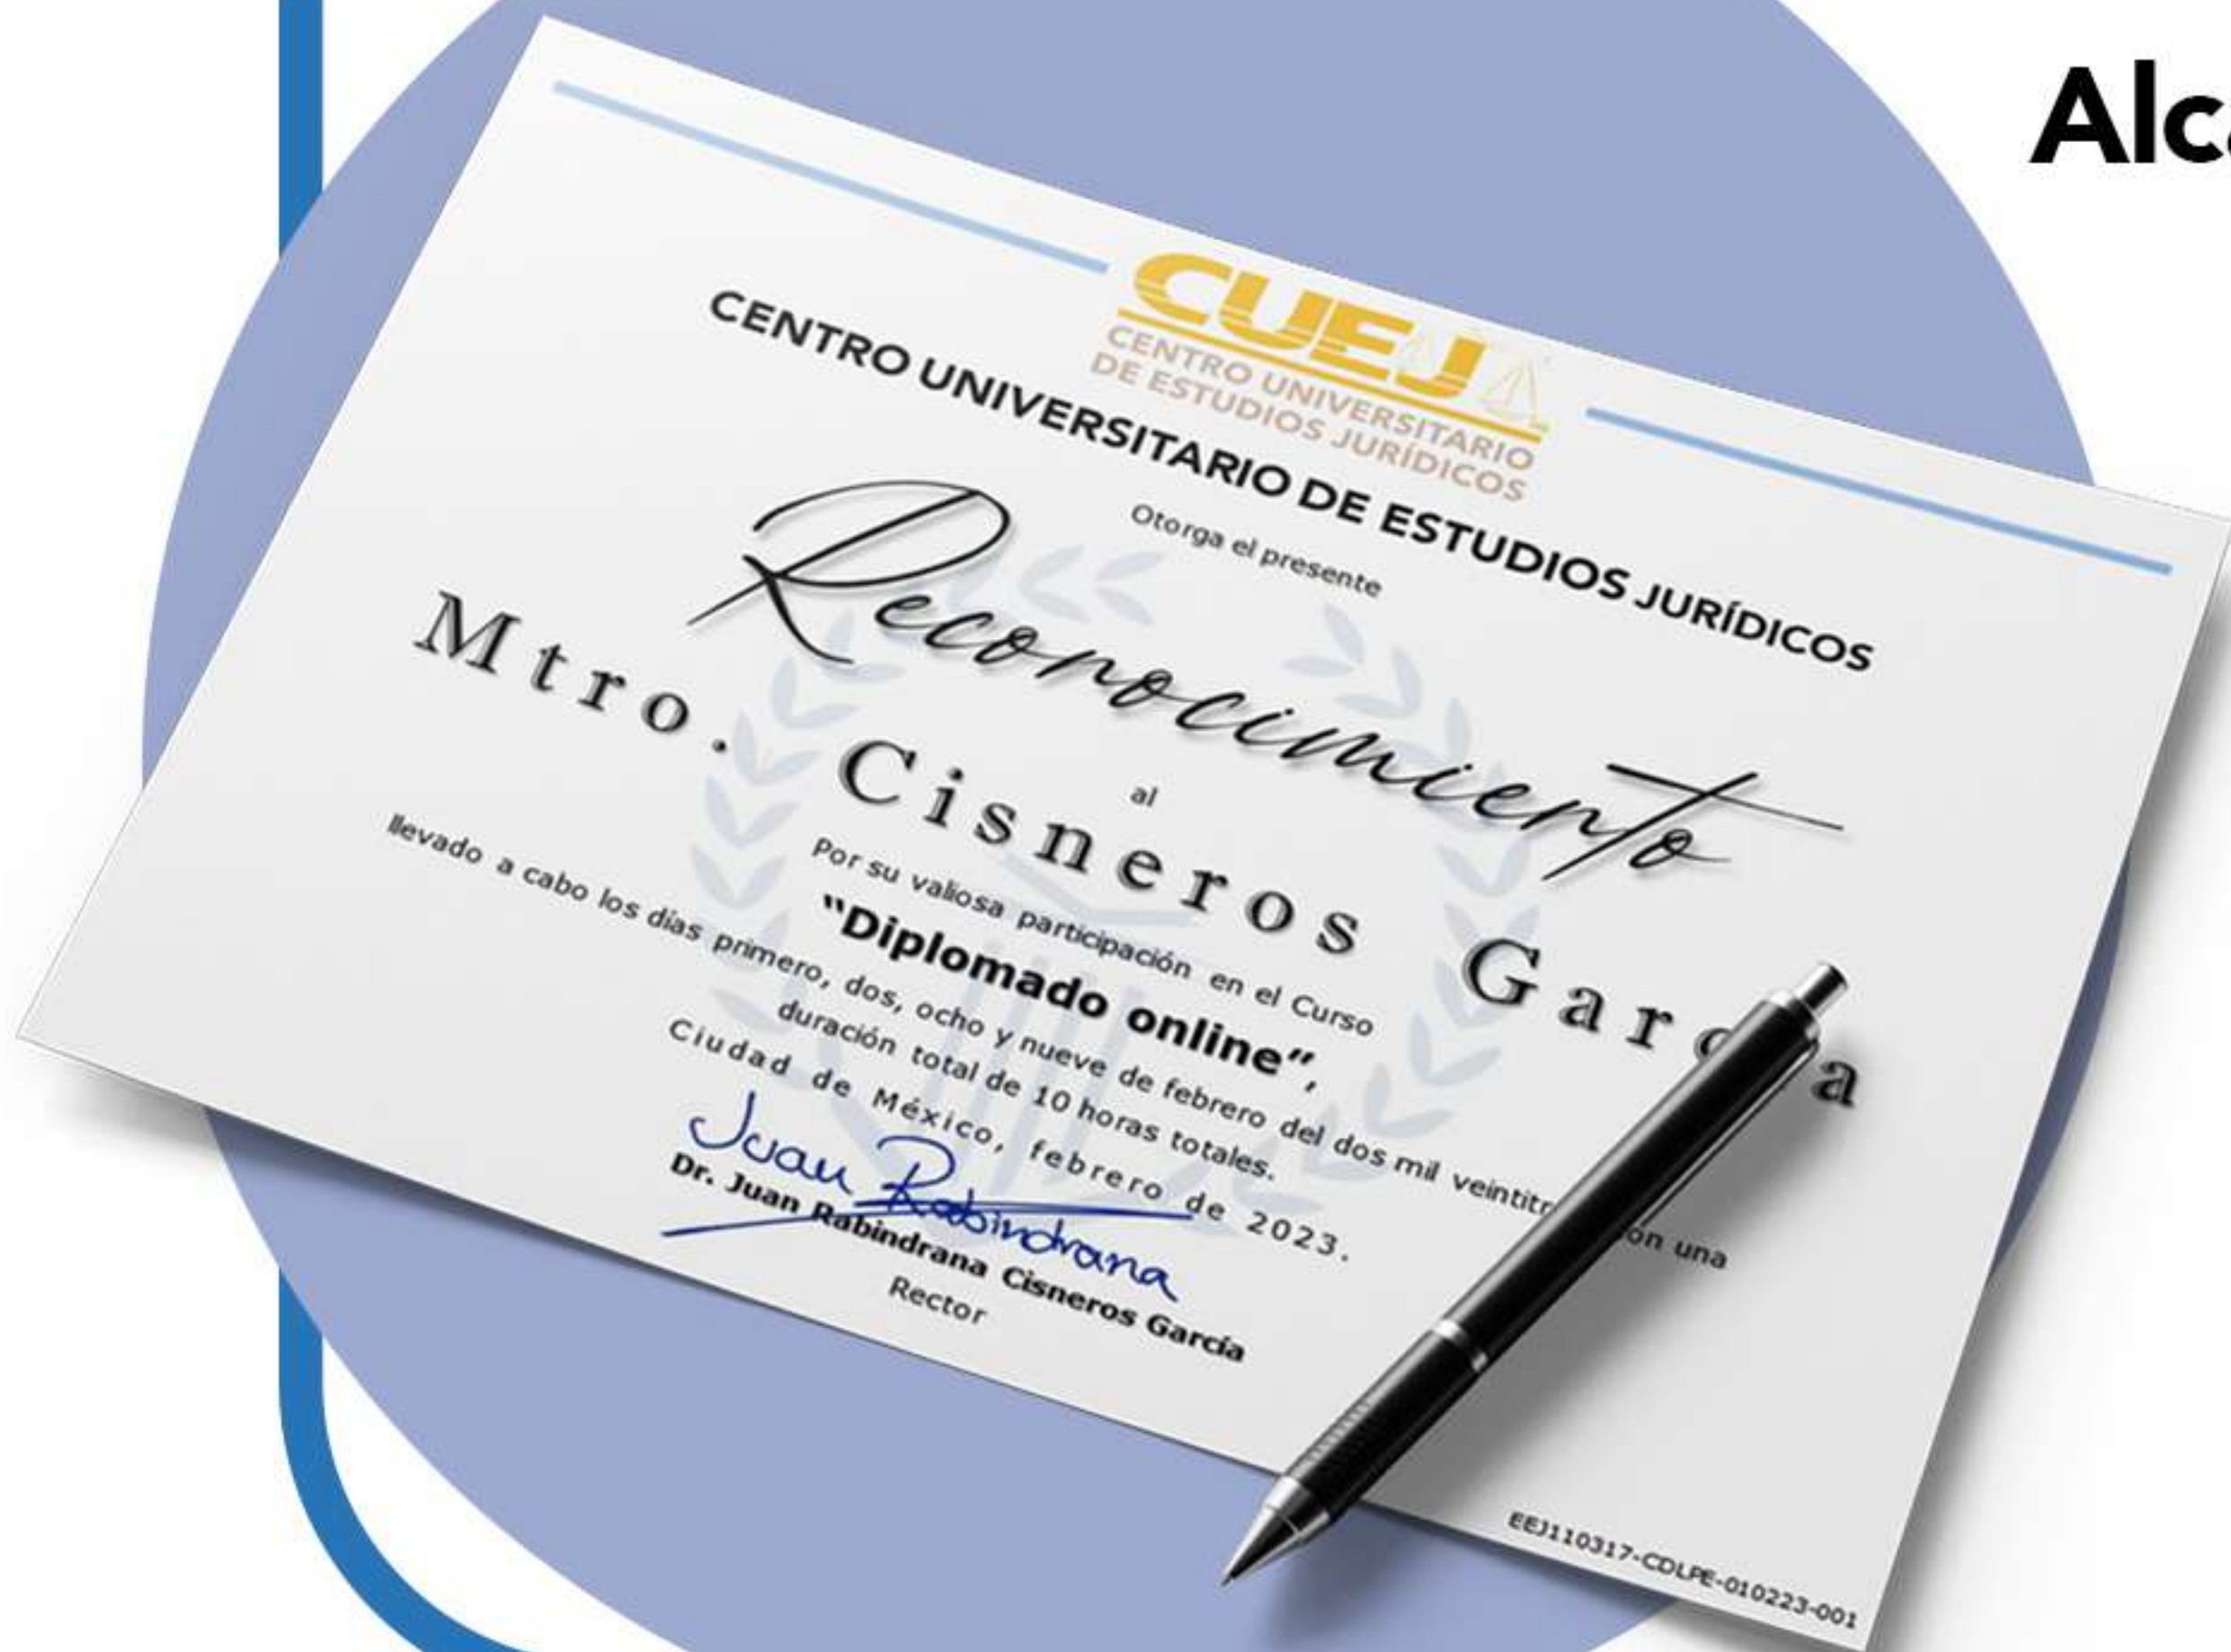 Alc
CUEJ
CENTRO UNIVERSITARIO
DE ESTUDIOS JURÍDICOS
CENTRO UNIVERSITARIO DE ESTUDIOS JURÍDICOS
Otorga el presente
Reconocimiento
al
Mtro. Cisneros García
Por su valiosa participación en el Curso
"Diplomado online",
llevado a cabo los días primero, dos, ocho y nueve de febrero del dos mil una
duración total de 10 horas totales.
Ciudad de México, febrero de 2023.
Juan Rabindrana
Dr. Juan Rabindrana Cisneros García
Rector
EEJ110317-CDLPE-010223-001